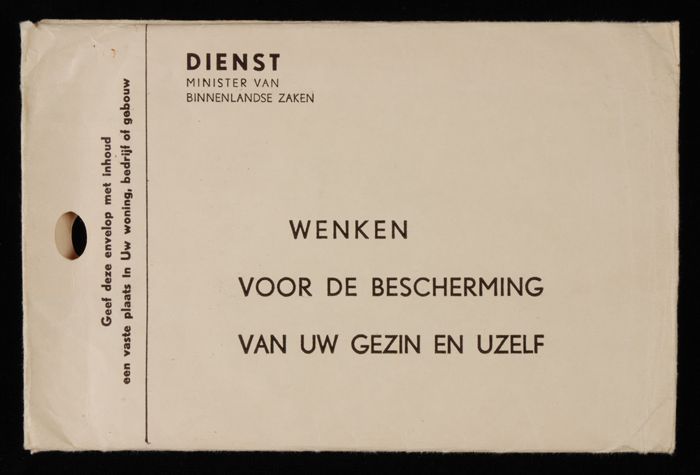 DIENST
MINISTER VAN
BINNENLANDSE ZAKEN
WENKEN
VOOR DE BESCHERMING
VAN UW GEZIN EN UZELF
Geef deze envelop met inhoud
een vaste plaats in Uw woning, bedrijf of gebouw